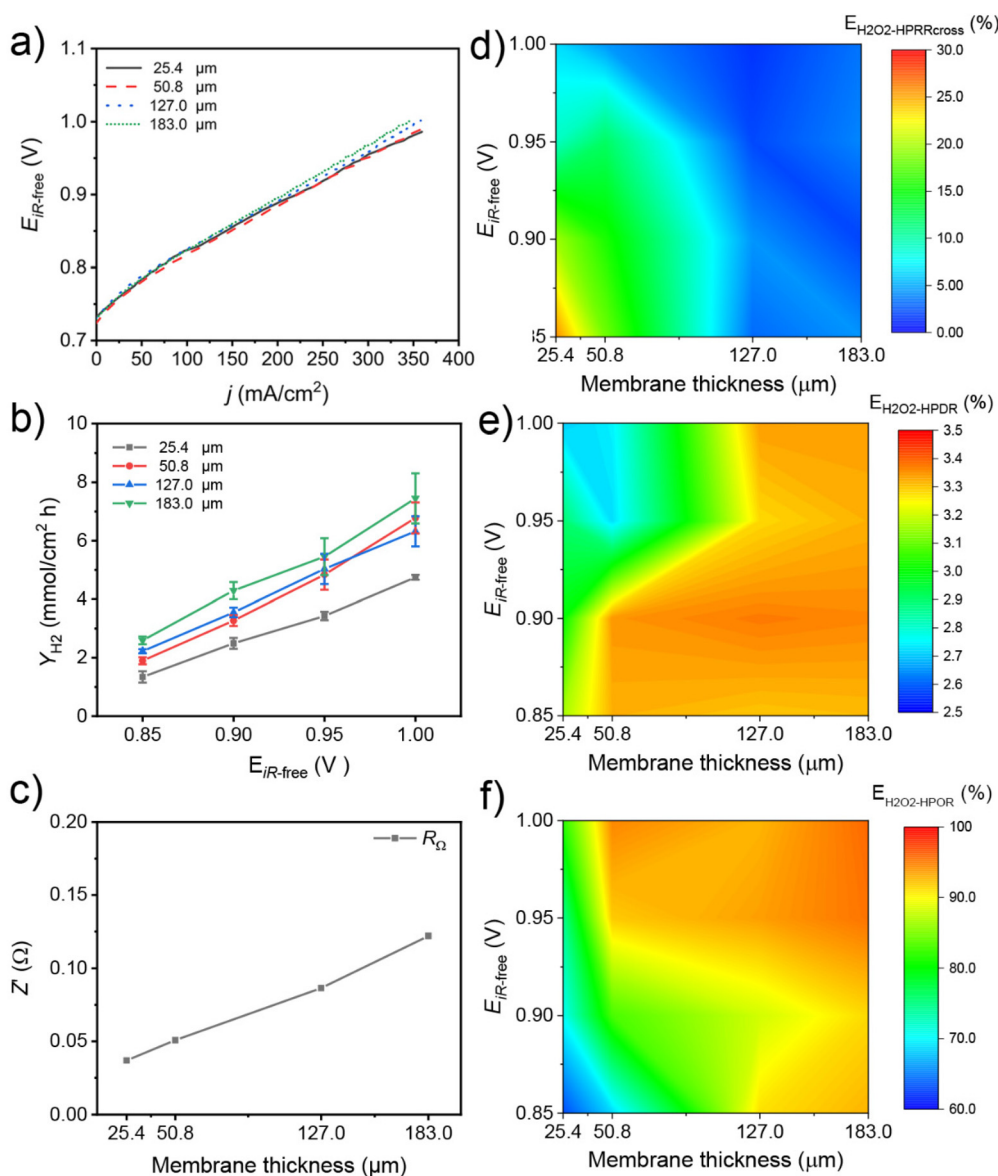 a)
1.1
1.0
0.9
0.8
0.7
E_iR-free (V)
25.4 μm
50.8 μm
127.0 μm
183.0 μm
0 50 100 150 200 250 300 350 400
j (mA/cm²)
b)
10
8
6
4
2
0
Y_H2 (mmol/cm² h)
25.4 μm
50.8 μm
127.0 μm
183.0 μm
0.85 0.90 0.95 1.00
E_iR-free (V )
c)
0.20
0.15
0.10
0.05
0.00
Z' (Ω)
R_Ω
25.4 50.8 127.0 183.0
Membrane thickness (μm)
d)
E_H2O2-HPRRcross (%)
1.00
0.95
0.90
i5
E_iR-free (V)
25.4 50.8 127.0 183.0
Membrane thickness (μm)
30.0
25.0%
20.0%
15.0%
10.0%
5.00%
0.00
e)
E_H2O2-HPDR (%)
1.00
0.95
0.90
0.85
E_iR-free (V)
25.4 50.8 127.0 183.0
Membrane thickness (μm)
3.5
3.4
3.3
3.2
3.1
3.0
2.9
2.8
2.7
2.6
2.5
f)
E_H2O2-HPOR (%)
1.00
0.95
0.90
0.85
E_iR-free (V)
25.4 50.8 127.0 183.0
Membrane thickness (μm)
100
90.0
80.0
70.0
60.0